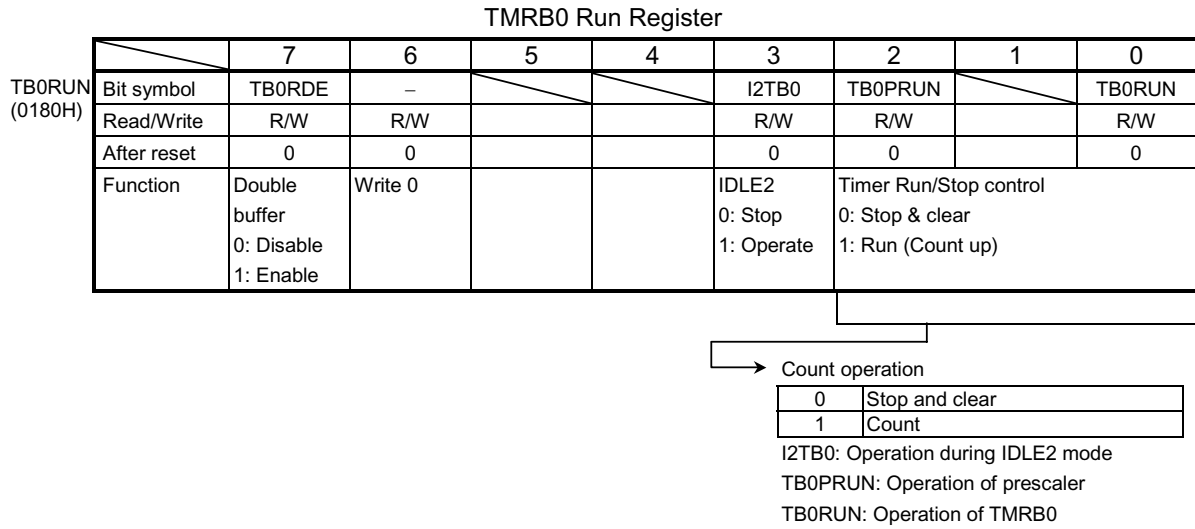 TMRB0 Run Register
7 6 5 4 3 2 1 0
TB0RUN
(0180H)
Bit symbol TB0RDE – I2TB0 TB0PRUN TB0RUN
Read/Write R/W R/W R/W R/W R/W
After reset 0 0 0 0 0
Function Double Write 0 IDLE2 Timer Run/Stop control
buffer 0: Stop 0: Stop & clear
0: Disable 1: Operate 1: Run (Count up)
1: Enable
Count operation
0 Stop and clear
1 Count
I2TB0: Operation during IDLE2 mode
TB0PRUN: Operation of prescaler
TB0RUN: Operation of TMRB0